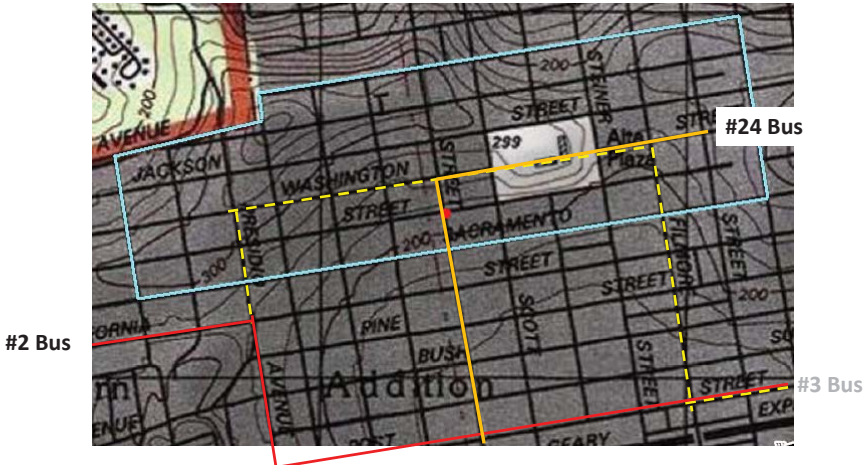 200
AVENUE
JACKSON
200
STREET
STEINER
Alta
Plaza
STREET
#24 Bus
299
WASHINGTON
STREET
STREET
SACRAMENTO
200
STREET
FILLMORE
STREET
STREET
300
PRESIDIO
200
#2 Bus
PINE
SCOTT
BUSH
STREET
STREET
#3 Bus
Addition
AVENUE
POST
GEARY